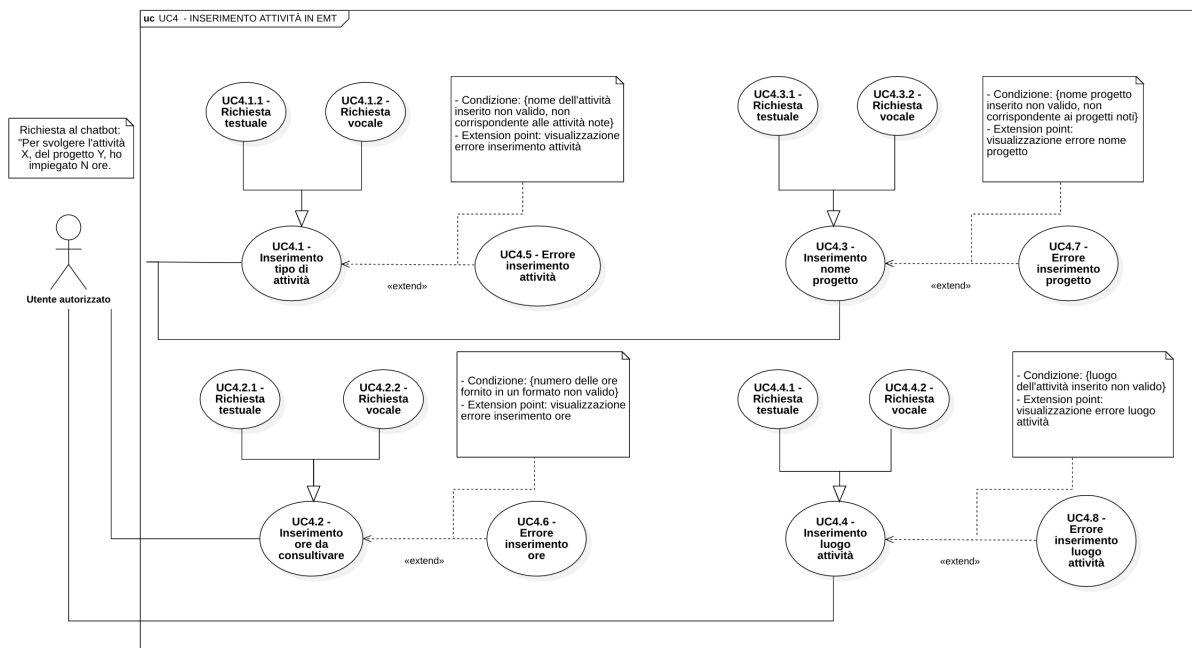 uc UC4 - INSERIMENTO ATTIVITÀ IN EMT
Richiesta al chatbot:
"Per svolgere l'attività
X, del progetto Y, ho
impiegato N ore.
Utente autorizzato
UC4.1.1 -
Richiesta
testuale
UC4.1.2 -
Richiesta
vocale
- Condizione: {nome dell'attività
inserito non valido, non
corrispondente alle attività note}
- Extension point: visualizzazione
errore inserimento attività
UC4.1 -
Inserimento
tipo di
attività
«extend»
UC4.5 - Errore
inserimento
attività
UC4.3.1 -
Richiesta
testuale
UC4.3.2 -
Richiesta
vocale
- Condizione: {nome progetto
inserito non valido, non
corrispondente ai progetti noti}
- Extension point:
visualizzazione errore nome
progetto
UC4.3 -
Inserimento
nome
progetto
«extend»
UC4.7 -
Errore
inserimento
progetto
UC4.2.1 -
Richiesta
testuale
UC4.2.2 -
Richiesta
vocale
- Condizione: {numero delle ore
fornito in un formato non valido}
- Extension point: visualizzazione
errore inserimento ore
UC4.2 -
Inserimento
ore da
consultivare
«extend»
UC4.6 -
Errore
inserimento
ore
UC4.4.1 -
Richiesta
testuale
UC4.4.2 -
Richiesta
vocale
- Condizione: {luogo
dell'attività inserito non valido}
- Extension point:
visualizzazione errore luogo
attività
UC4.4 -
Inserimento
luogo
attività
«extend»
UC4.8 -
Errore
inserimento
luogo
attività